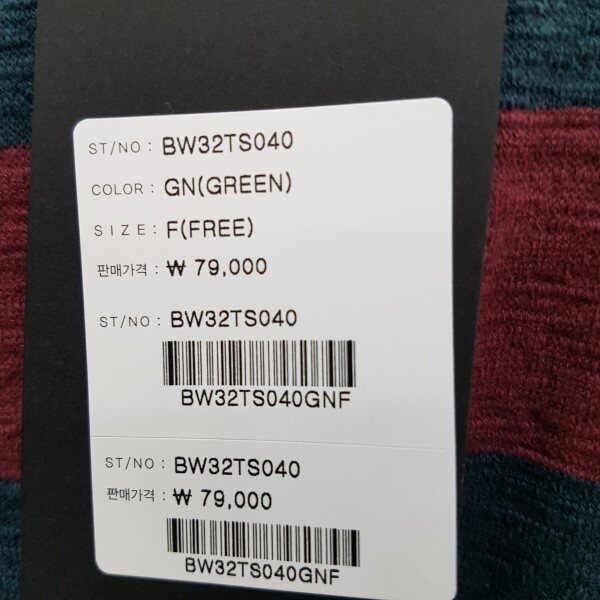 ST/NO : BW32TS040
COLOR : GN(GREEN)
SIZE : F(FREE)
판매가격 : ₩ 79,000
ST/NO : BW32TS040
BW32TS040GNF
ST/NO : BW32TS040
판매가격 : ₩ 79,000
BW32TS040GNF